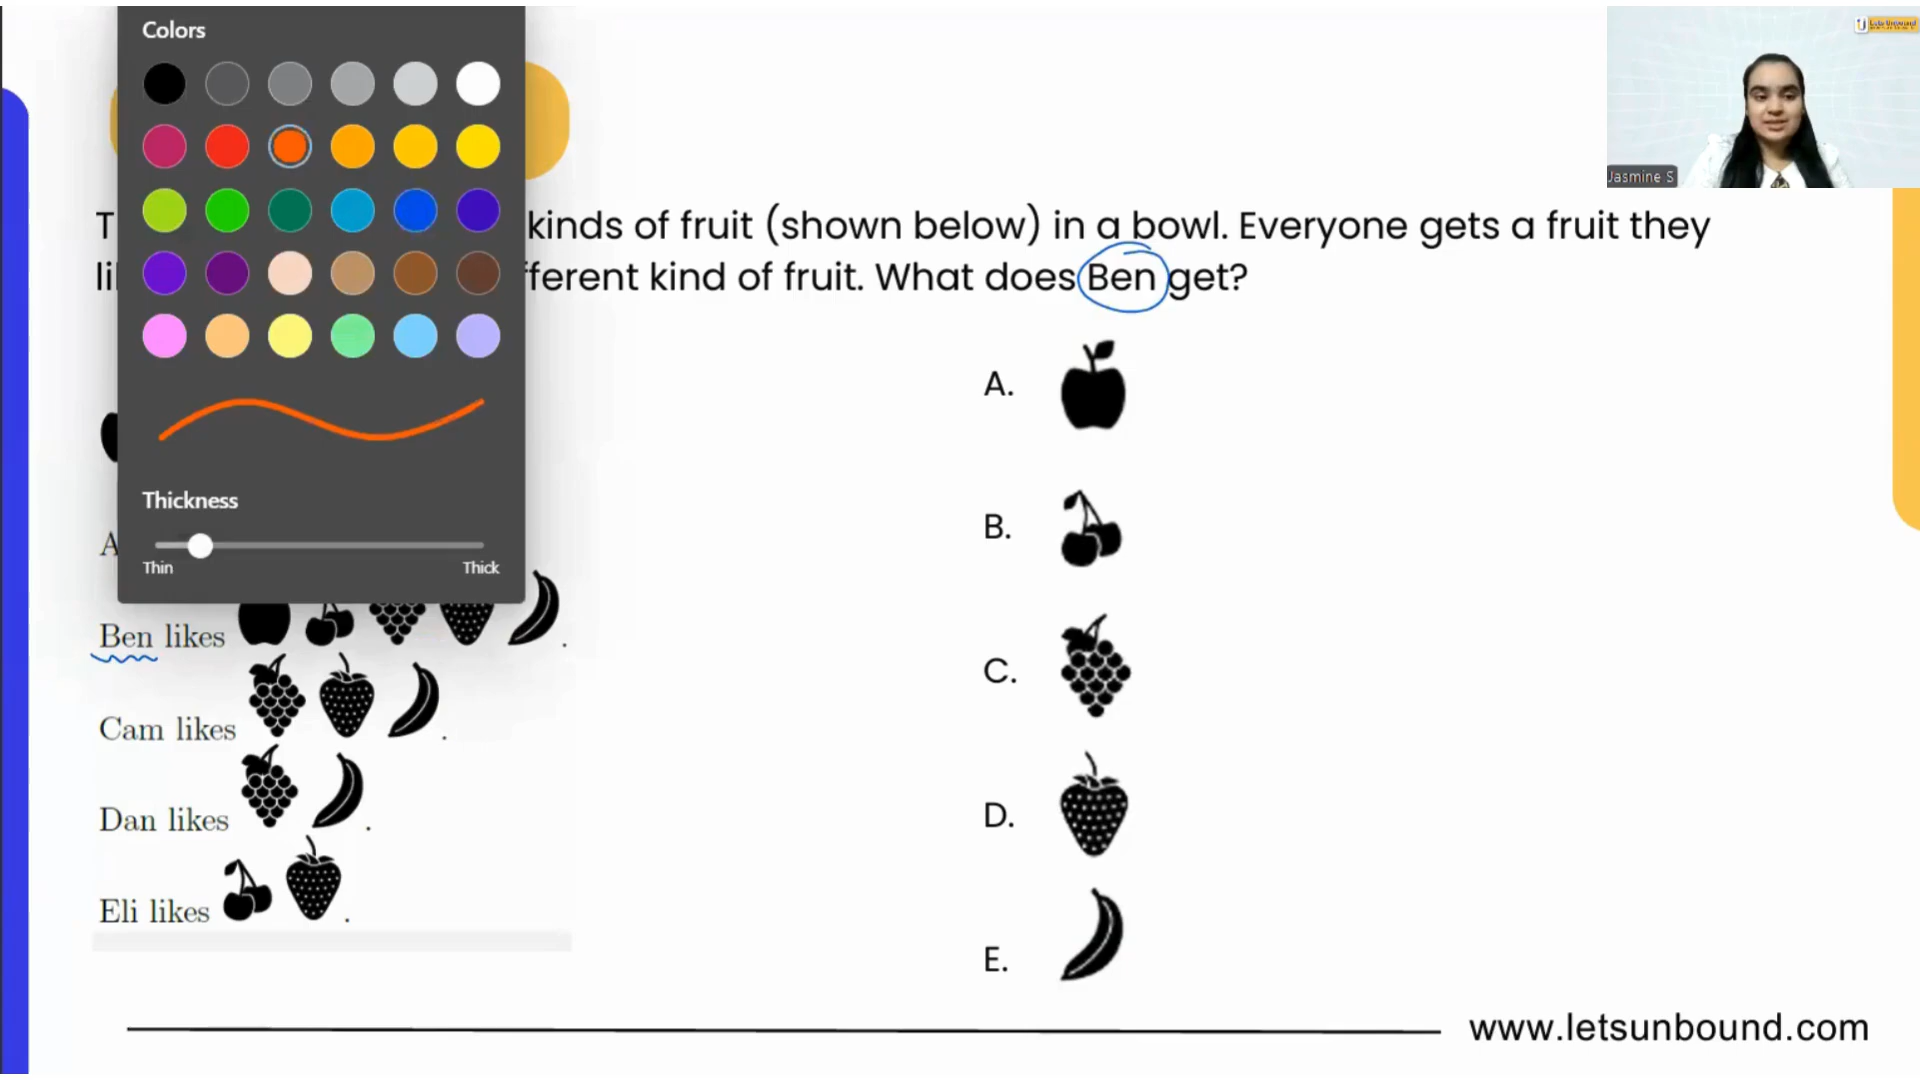 Colors
Jasmine S
T kinds of fruit (shown below) in a bowl. Everyone gets a fruit they
li fferent kind of fruit. What does Ben get?
A.
Thickness
Thin Thick
A
B.
Ben likes .
C.
Cam likes .
Dan likes .
D.
Eli likes .
E.
www.letsunbound.com